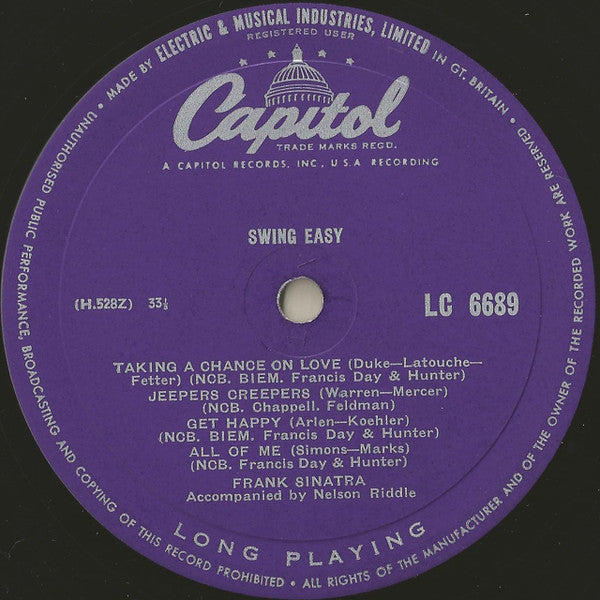 MADE BY ELECTRIC & MUSICAL INDUSTRIES, LIMITED IN GT. BRITAIN •
REGISTERED USER
Capitol
TRADE MARKS REGD.
A CAPITOL RECORDS, INC., U.S.A RECORDING
SWING EASY
(H.528Z) 33⅓
LC 6689
TAKING A CHANCE ON LOVE (Duke—Latouche—
Fetter) (NCB. BIEM. Francis Day & Hunter)
JEEPERS CREEPERS (Warren—Mercer)
(NCB. Chappell. Feldman)
GET HAPPY (Arlen—Koehler)
(NCB. BIEM. Francis Day & Hunter)
ALL OF ME (Simons—Marks)
(NCB. Francis Day & Hunter)
FRANK SINATRA
Accompanied by Nelson Riddle
LONG PLAYING
• UNAUTHORISED PUBLIC PERFORMANCE, BROADCASTING AND COPYING OF THIS RECORD PROHIBITED • ALL RIGHTS OF THE MANUFACTURER AND OF THE OWNER OF THE RECORDED WORK ARE RESERVED •